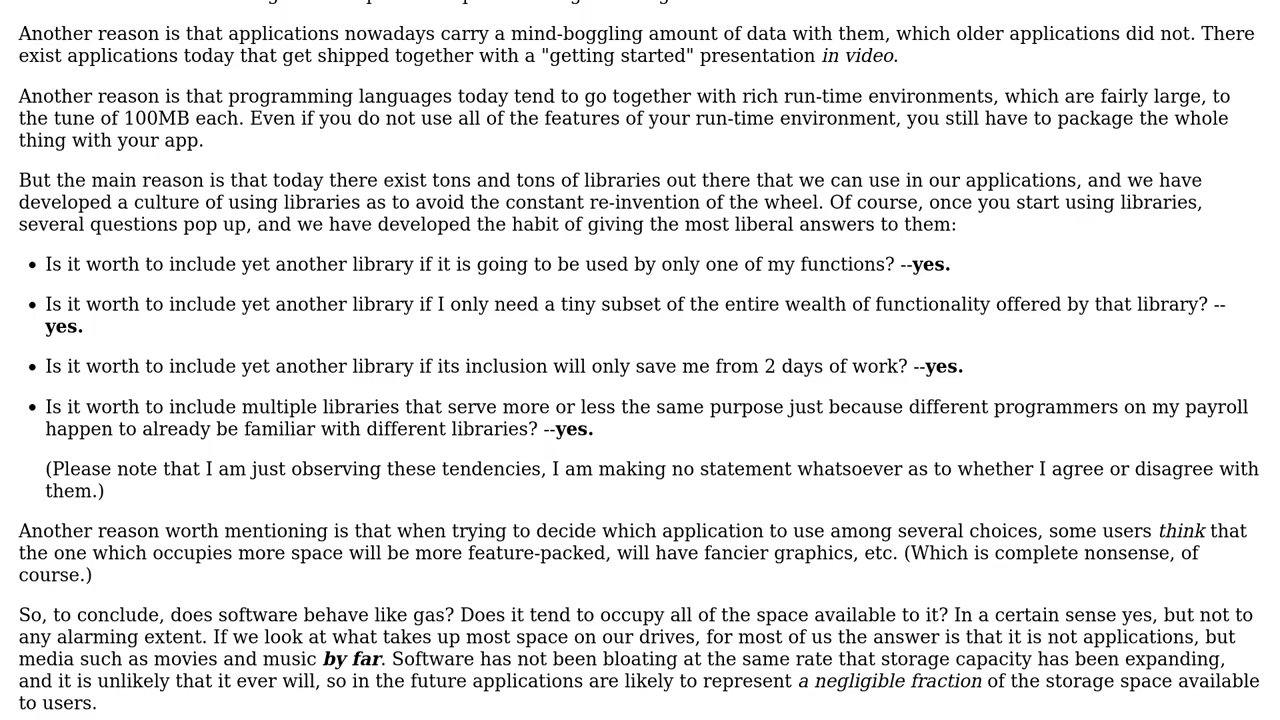 Another reason is that applications nowadays carry a mind-boggling amount of data with them, which older applications did not. There
exist applications today that get shipped together with a "getting started" presentation in video.
Another reason is that programming languages today tend to go together with rich run-time environments, which are fairly large, to
the tune of 100MB each. Even if you do not use all of the features of your run-time environment, you still have to package the whole
thing with your app.
But the main reason is that today there exist tons and tons of libraries out there that we can use in our applications, and we have
developed a culture of using libraries as to avoid the constant re-invention of the wheel. Of course, once you start using libraries,
several questions pop up, and we have developed the habit of giving the most liberal answers to them:
• Is it worth to include yet another library if it is going to be used by only one of my functions? --yes.
• Is it worth to include yet another library if I only need a tiny subset of the entire wealth of functionality offered by that library? --
yes.
• Is it worth to include yet another library if its inclusion will only save me from 2 days of work? --yes.
• Is it worth to include multiple libraries that serve more or less the same purpose just because different programmers on my payroll
happen to already be familiar with different libraries? --yes.
(Please note that I am just observing these tendencies, I am making no statement whatsoever as to whether I agree or disagree with
them.)
Another reason worth mentioning is that when trying to decide which application to use among several choices, some users think that
the one which occupies more space will be more feature-packed, will have fancier graphics, etc. (Which is complete nonsense, of
course.)
So, to conclude, does software behave like gas? Does it tend to occupy all of the space available to it? In a certain sense yes, but not to
any alarming extent. If we look at what takes up most space on our drives, for most of us the answer is that it is not applications, but
media such as movies and music by far. Software has not been bloating at the same rate that storage capacity has been expanding,
and it is unlikely that it ever will, so in the future applications are likely to represent a negligible fraction of the storage space available
to users.